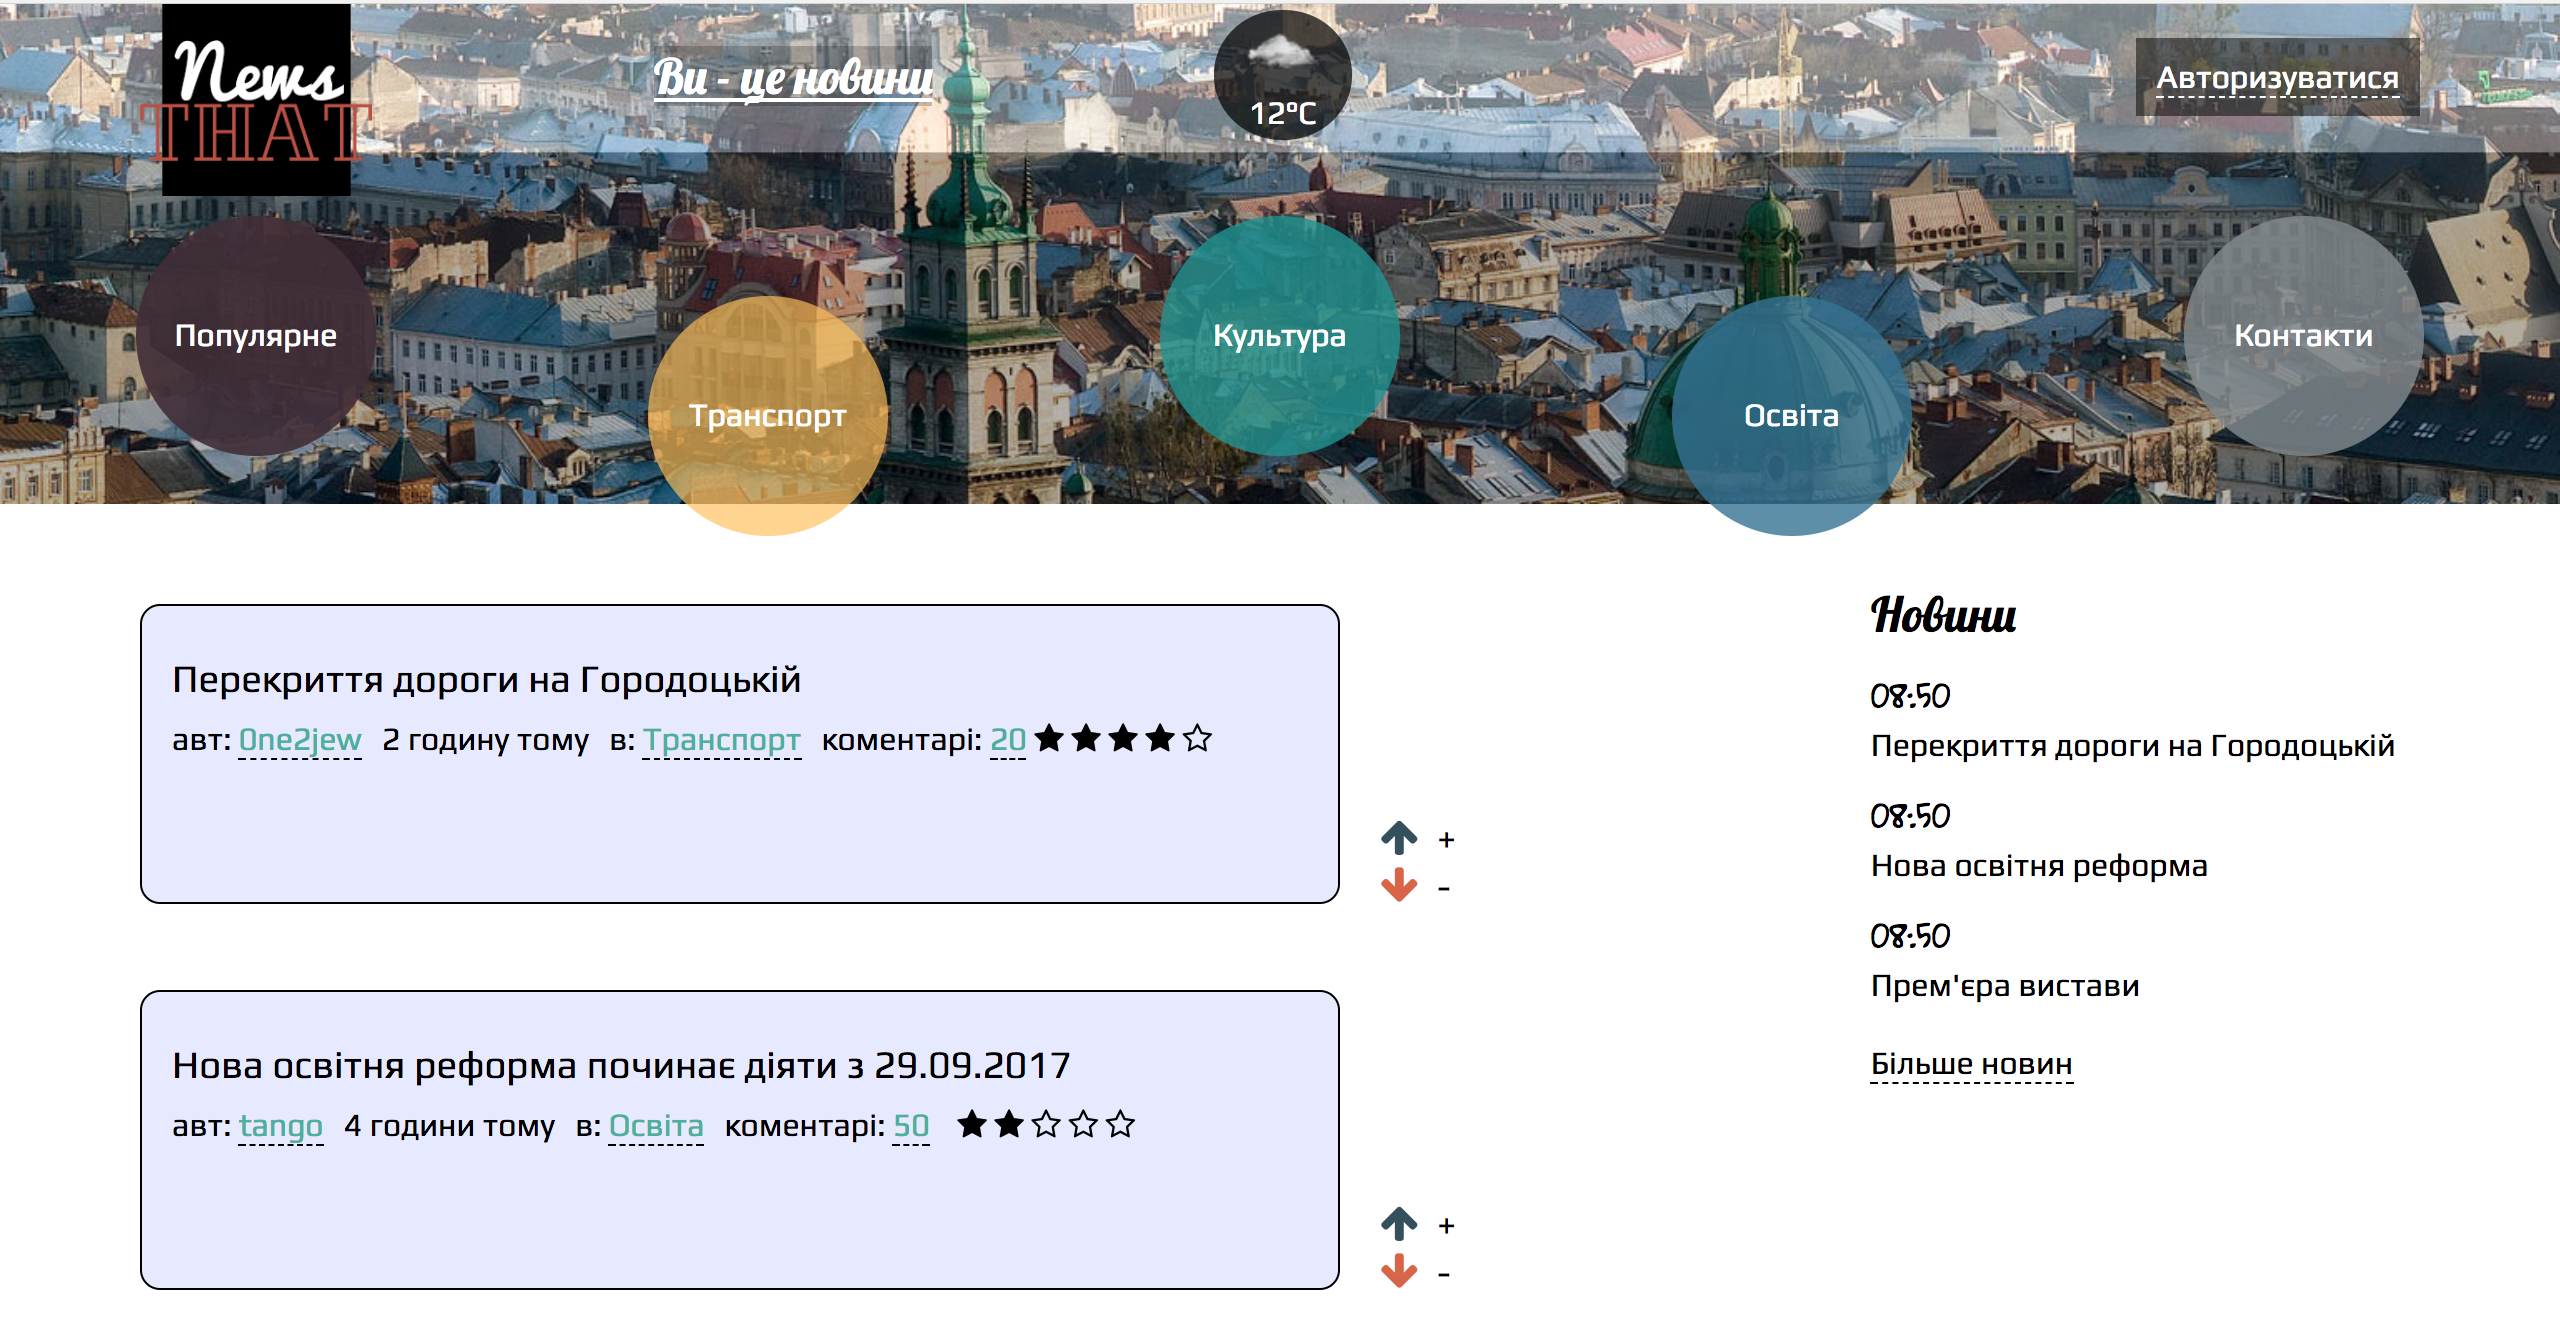 News
THAT
Ви - це новини
12°C
Авторизуватися
Популярне
Транспорт
Культура
Освіта
Контакти
Перекриття дороги на Городоцькій
авт: One2jew 2 годину тому в: Транспорт коментарі: 20
+
-
Нова освітня реформа починає діяти з 29.09.2017
авт: tango 4 години тому в: Освіта коментарі: 50
+
-
Новини
08:50
Перекриття дороги на Городоцькій
08:50
Нова освітня реформа
08:50
Прем'єра вистави
Більше новин